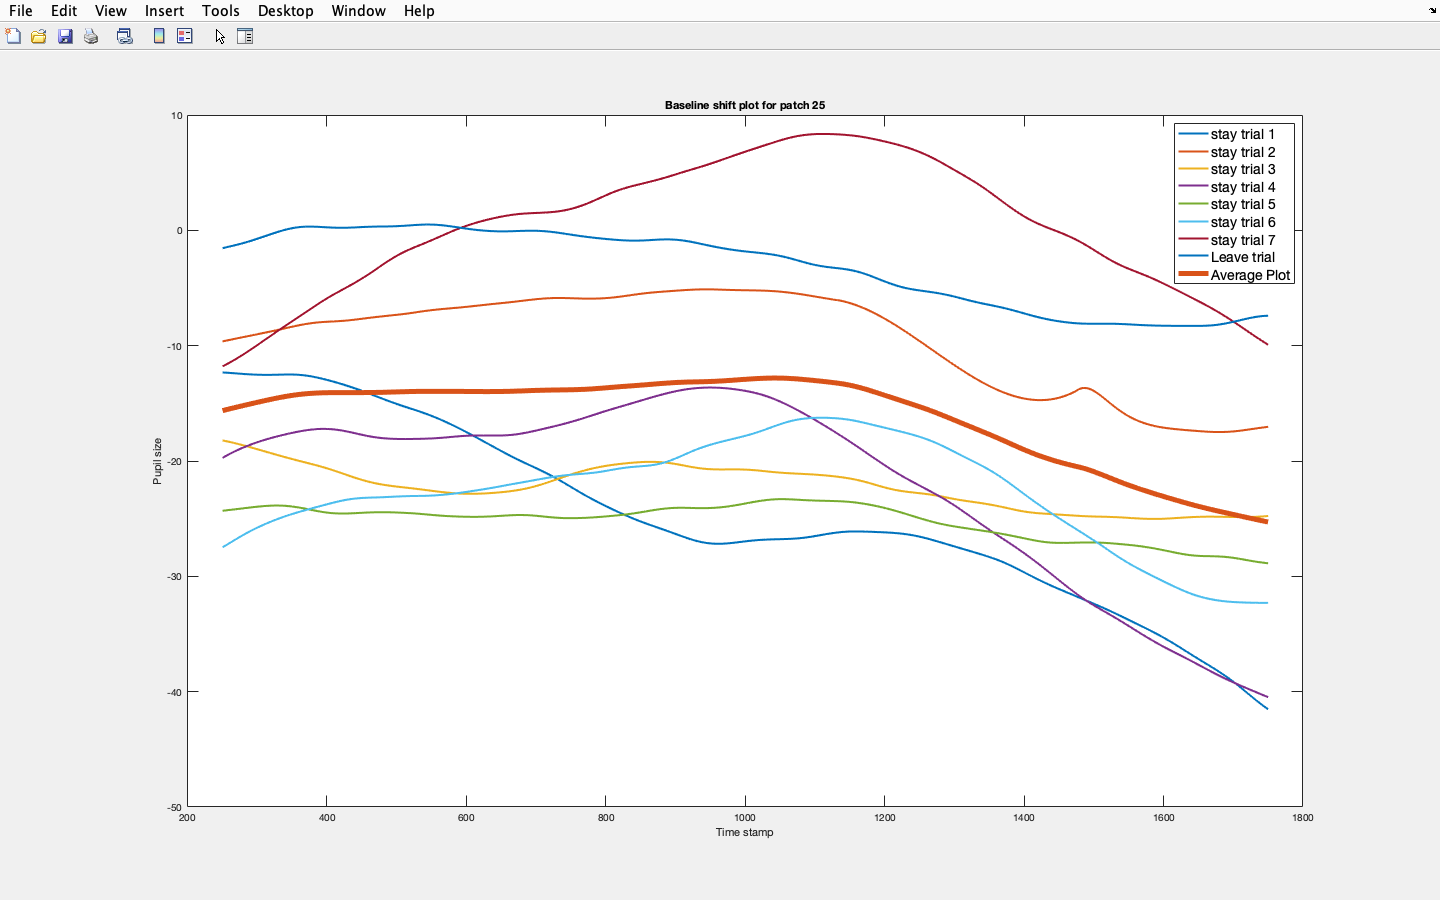 File Edit View Insert Tools Desktop Window Help
Baseline shift plot for patch 25
10
0
-10
-20
-30
-40
-50
Pupil size
200 400 600 800 1000 1200 1400 1600 1800
Time stamp
stay trial 1
stay trial 2
stay trial 3
stay trial 4
stay trial 5
stay trial 6
stay trial 7
Leave trial
Average Plot